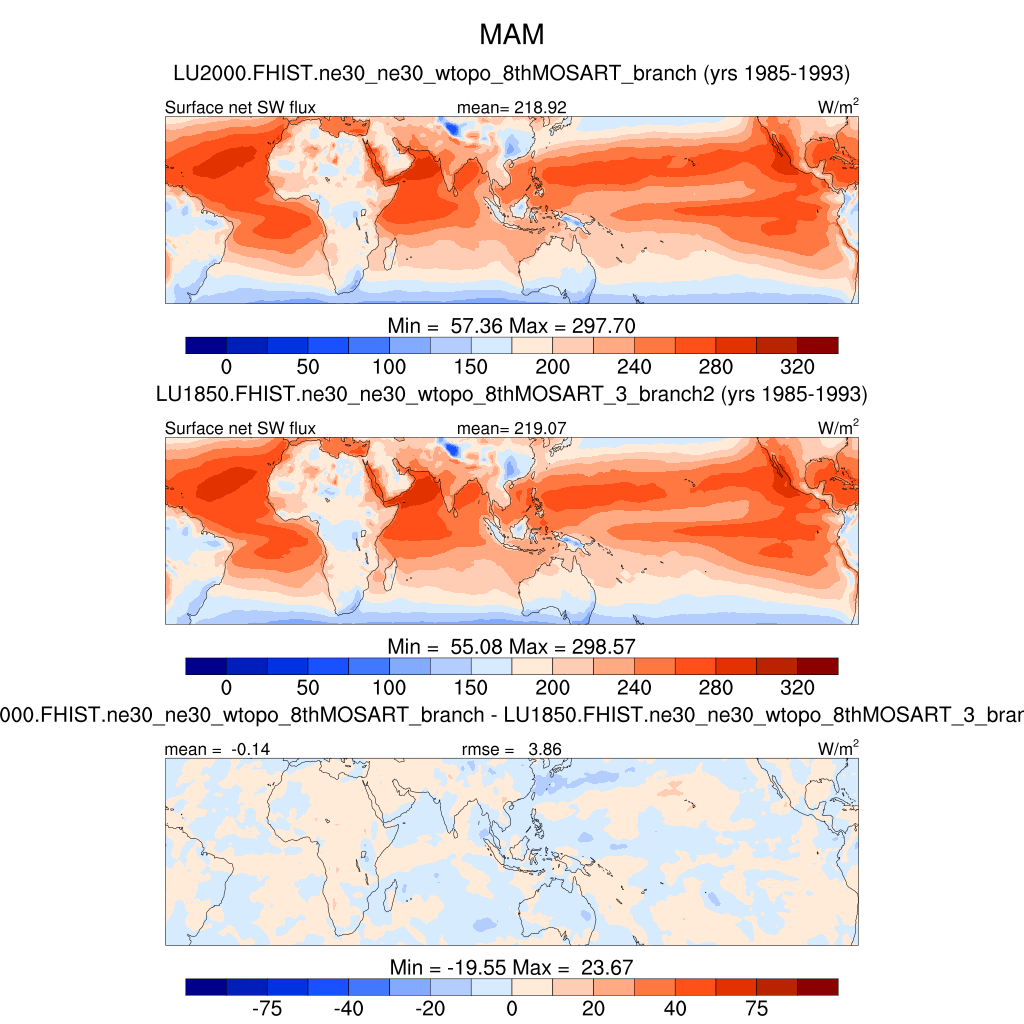 MAM
LU2000.FHIST.ne30_ne30_wtopo_8thMOSART_branch (yrs 1985-1993)
Surface net SW flux mean= 218.92 W/m²
Min = 57.36 Max = 297.70
0 50 100 150 200 240 280 320
LU1850.FHIST.ne30_ne30_wtopo_8thMOSART_3_branch2 (yrs 1985-1993)
Surface net SW flux mean= 219.07 W/m²
Min = 55.08 Max = 298.57
0 50 100 150 200 240 280 320
000.FHIST.ne30_ne30_wtopo_8thMOSART_branch - LU1850.FHIST.ne30_ne30_wtopo_8thMOSART_3_bran
mean = -0.14 rmse = 3.86 W/m²
Min = -19.55 Max = 23.67
-75 -40 -20 0 20 40 75